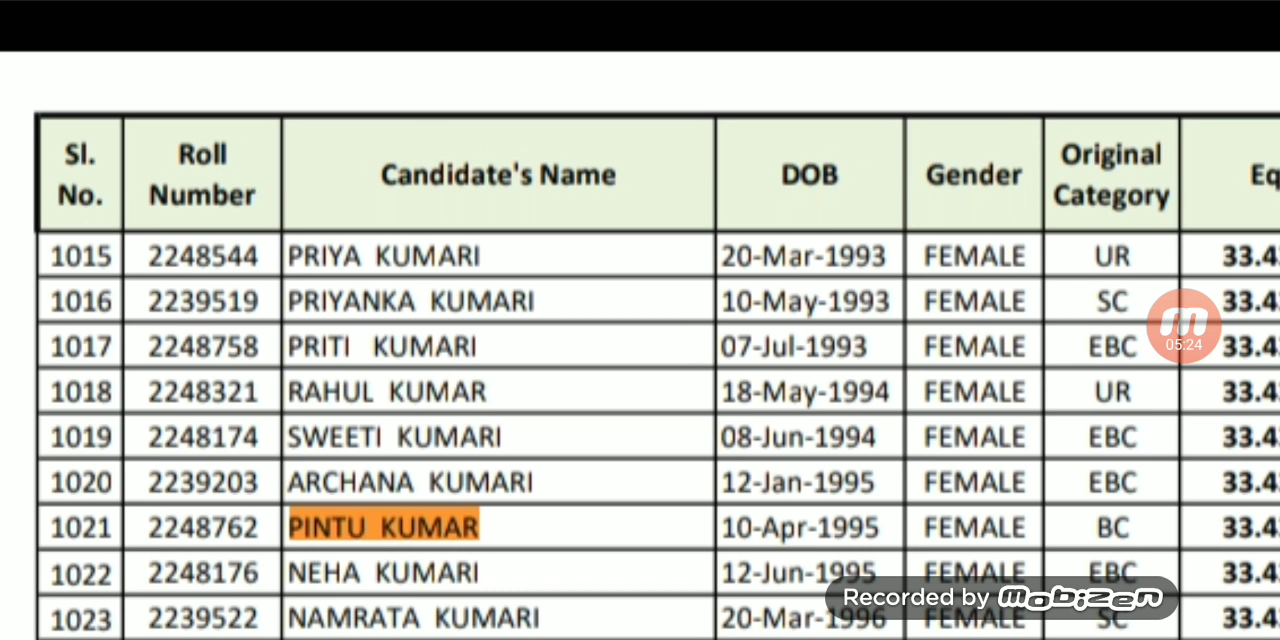 Sl. No. Roll Number Candidate's Name DOB Gender Original Category Eq
1015 2248544 PRIYA KUMARI 20-Mar-1993 FEMALE UR 33.4
1016 2239519 PRIYANKA KUMARI 10-May-1993 FEMALE SC 33.4
1017 2248758 PRITI KUMARI 07-Jul-1993 FEMALE EBC 33.4
05:24
1018 2248321 RAHUL KUMAR 18-May-1994 FEMALE UR 33.4
1019 2248174 SWEETI KUMARI 08-Jun-1994 FEMALE EBC 33.4
1020 2239203 ARCHANA KUMARI 12-Jan-1995 FEMALE EBC 33.4
1021 2248762 PINTU KUMAR 10-Apr-1995 FEMALE BC 33.4
1022 2248176 NEHA KUMARI 12-Jun-1995 FEMALE EBC 33.4
Recorded by mobizen
1023 2239522 NAMRATA KUMARI 20-Mar-1996 FEMALE SC 33.4